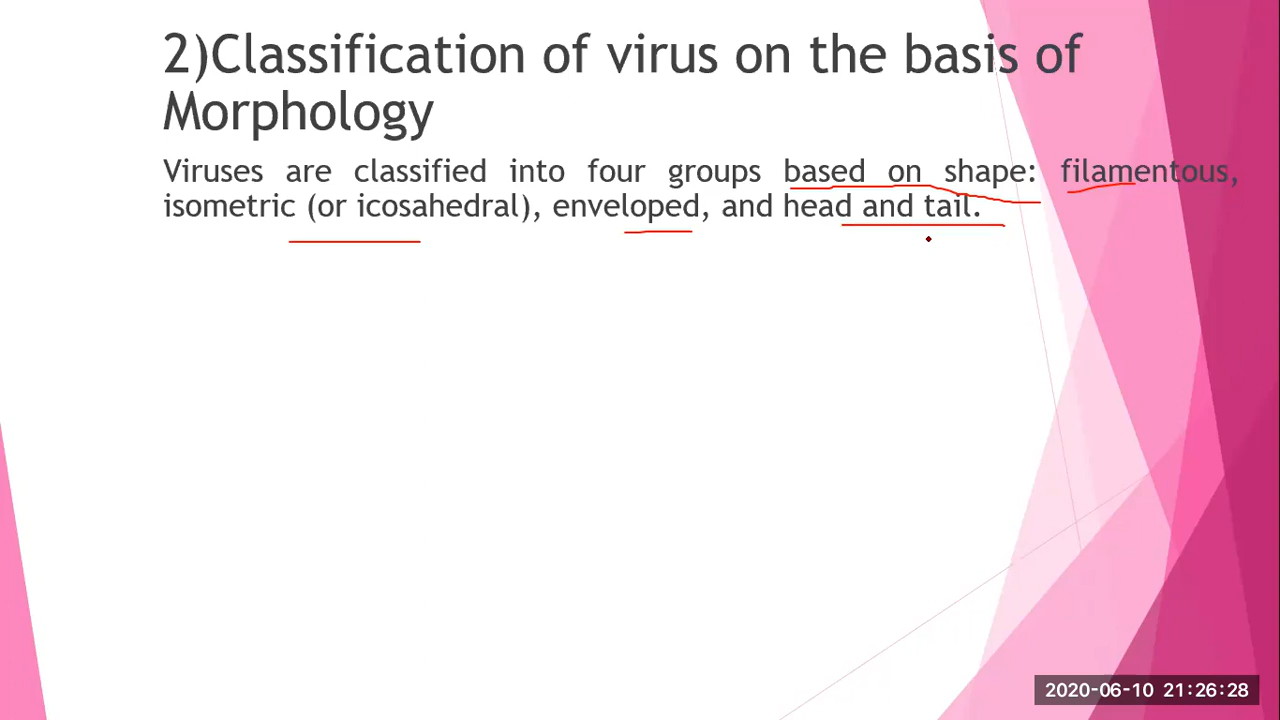 2)Classification of virus on the basis of
Morphology
Viruses are classified into four groups based on shape: filamentous,
isometric (or icosahedral), enveloped, and head and tail.
2020-06-10 21:26:28